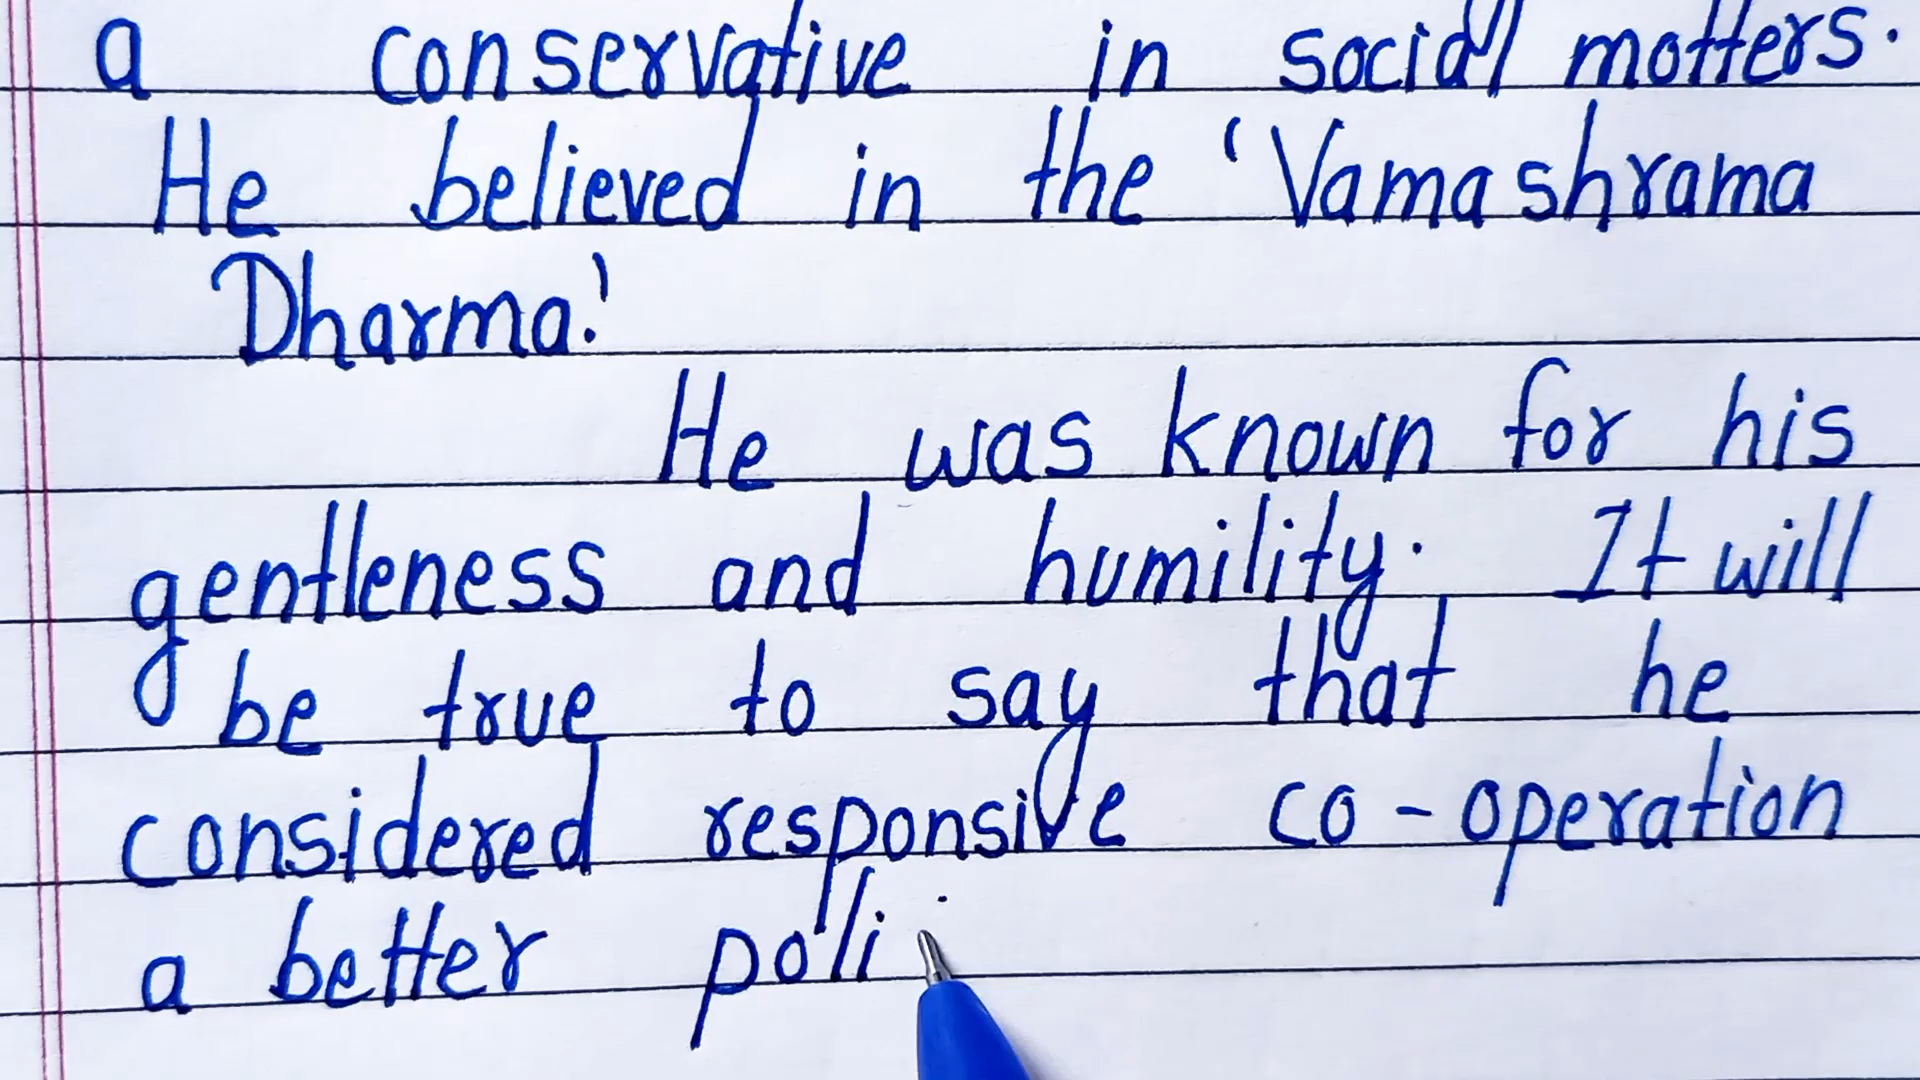 a conservative in social motters.
He believed in the 'Vamashrama
Dharma.'
He was known for his
gentleness and humility. It will
be true to say that he
considered responsive co-operation
a better poli